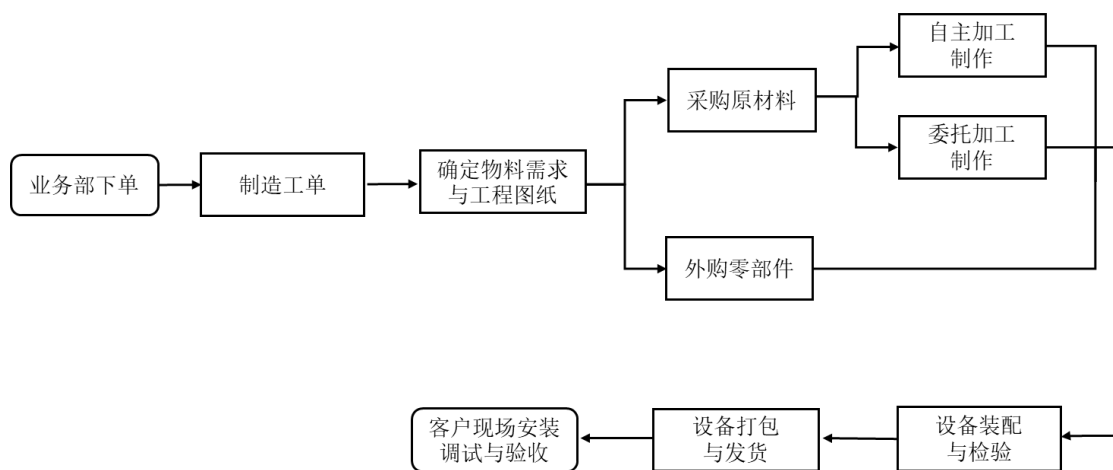 业务部下单
制造工单
确定物料需求
与工程图纸
采购原材料
自主加工
制作
委托加工
制作
外购零部件
设备装配
与检验
设备打包
与发货
客户现场安装
调试与验收